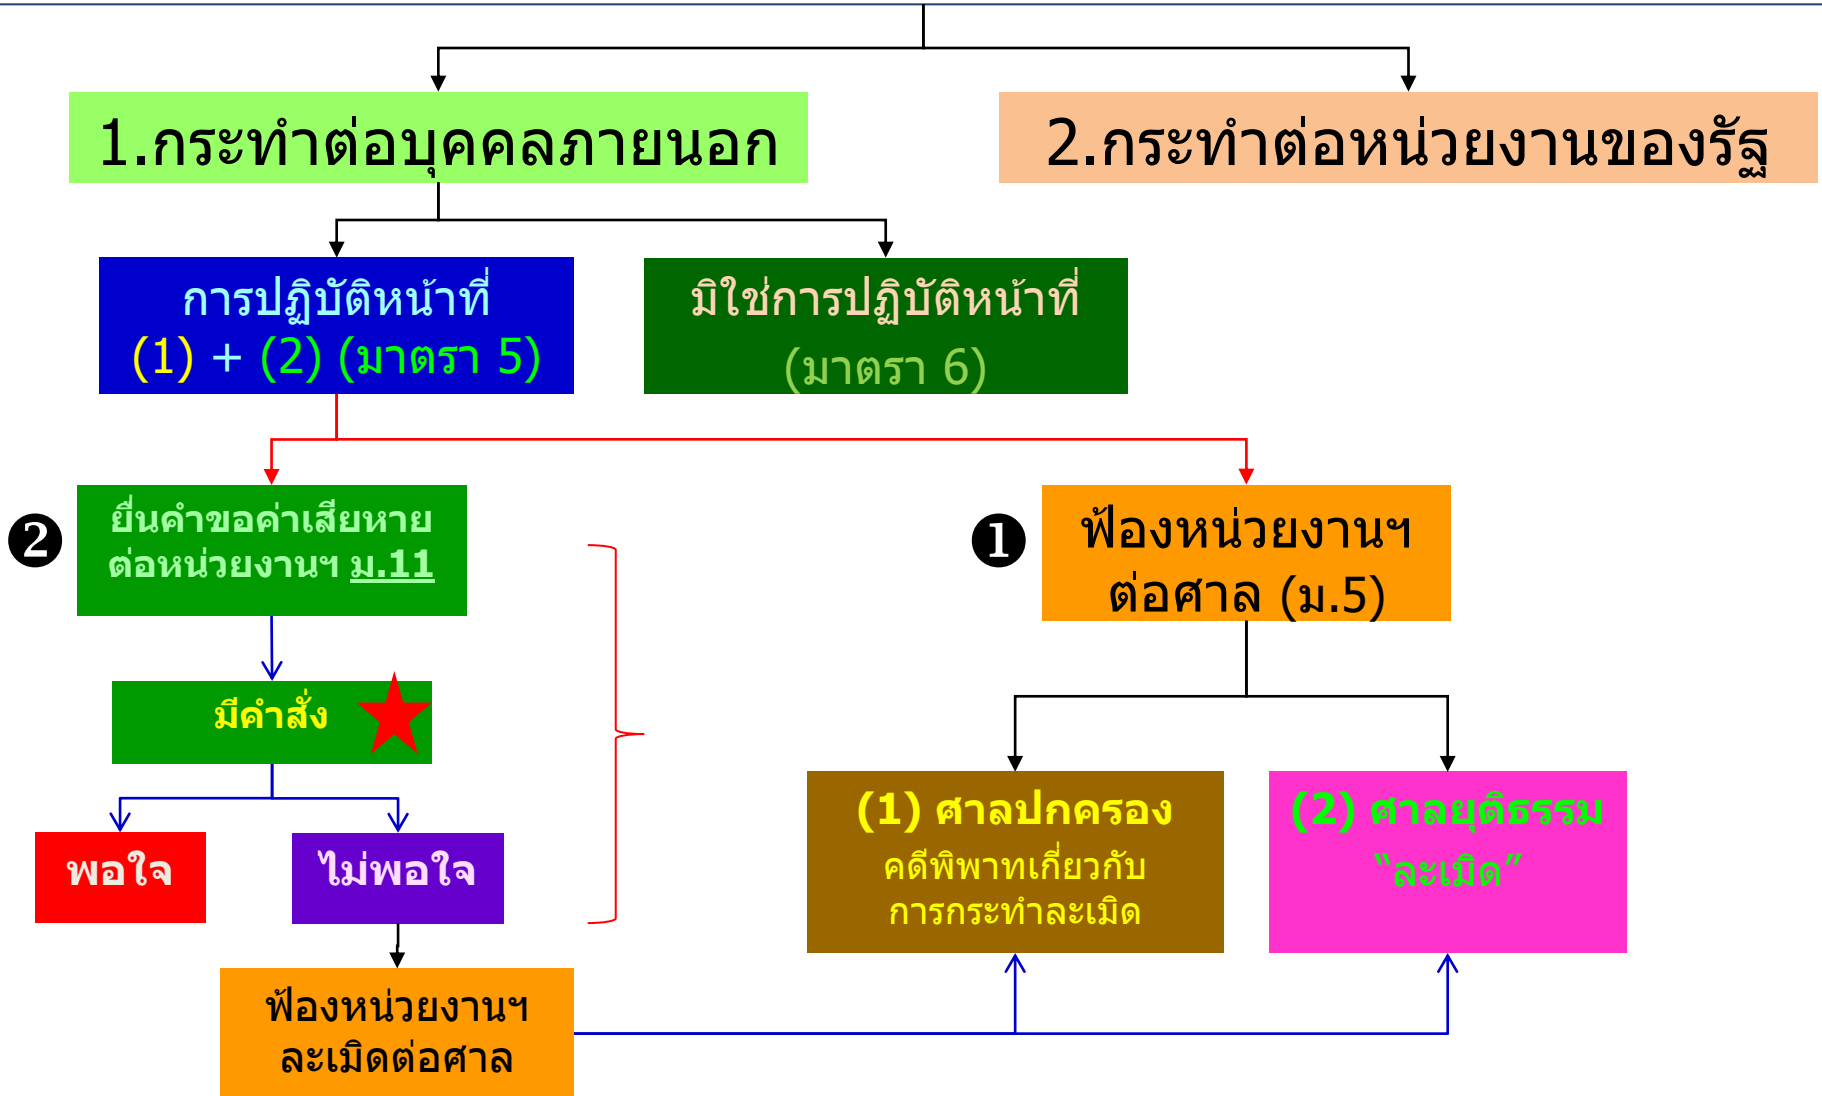 1.กระทำต่อบุคคลภายนอก
2.กระทำต่อหน่วยงานของรัฐ
การปฏิบัติหน้าที่
(1) + (2) (มาตรา 5)
มิใช่การปฏิบัติหน้าที่
(มาตรา 6)
❷
ยื่นคำขอค่าเสียหาย
ต่อหน่วยงานฯ ม.11
❶
ฟ้องหน่วยงานฯ
ต่อศาล (ม.5)
มีคำสั่ง
พอใจ
ไม่พอใจ
(1) ศาลปกครอง
คดีพิพาทเกี่ยวกับ
การกระทำละเมิด
(2) ศาลยุติธรรม
“ละเมิด”
ฟ้องหน่วยงานฯ
ละเมิดต่อศาล